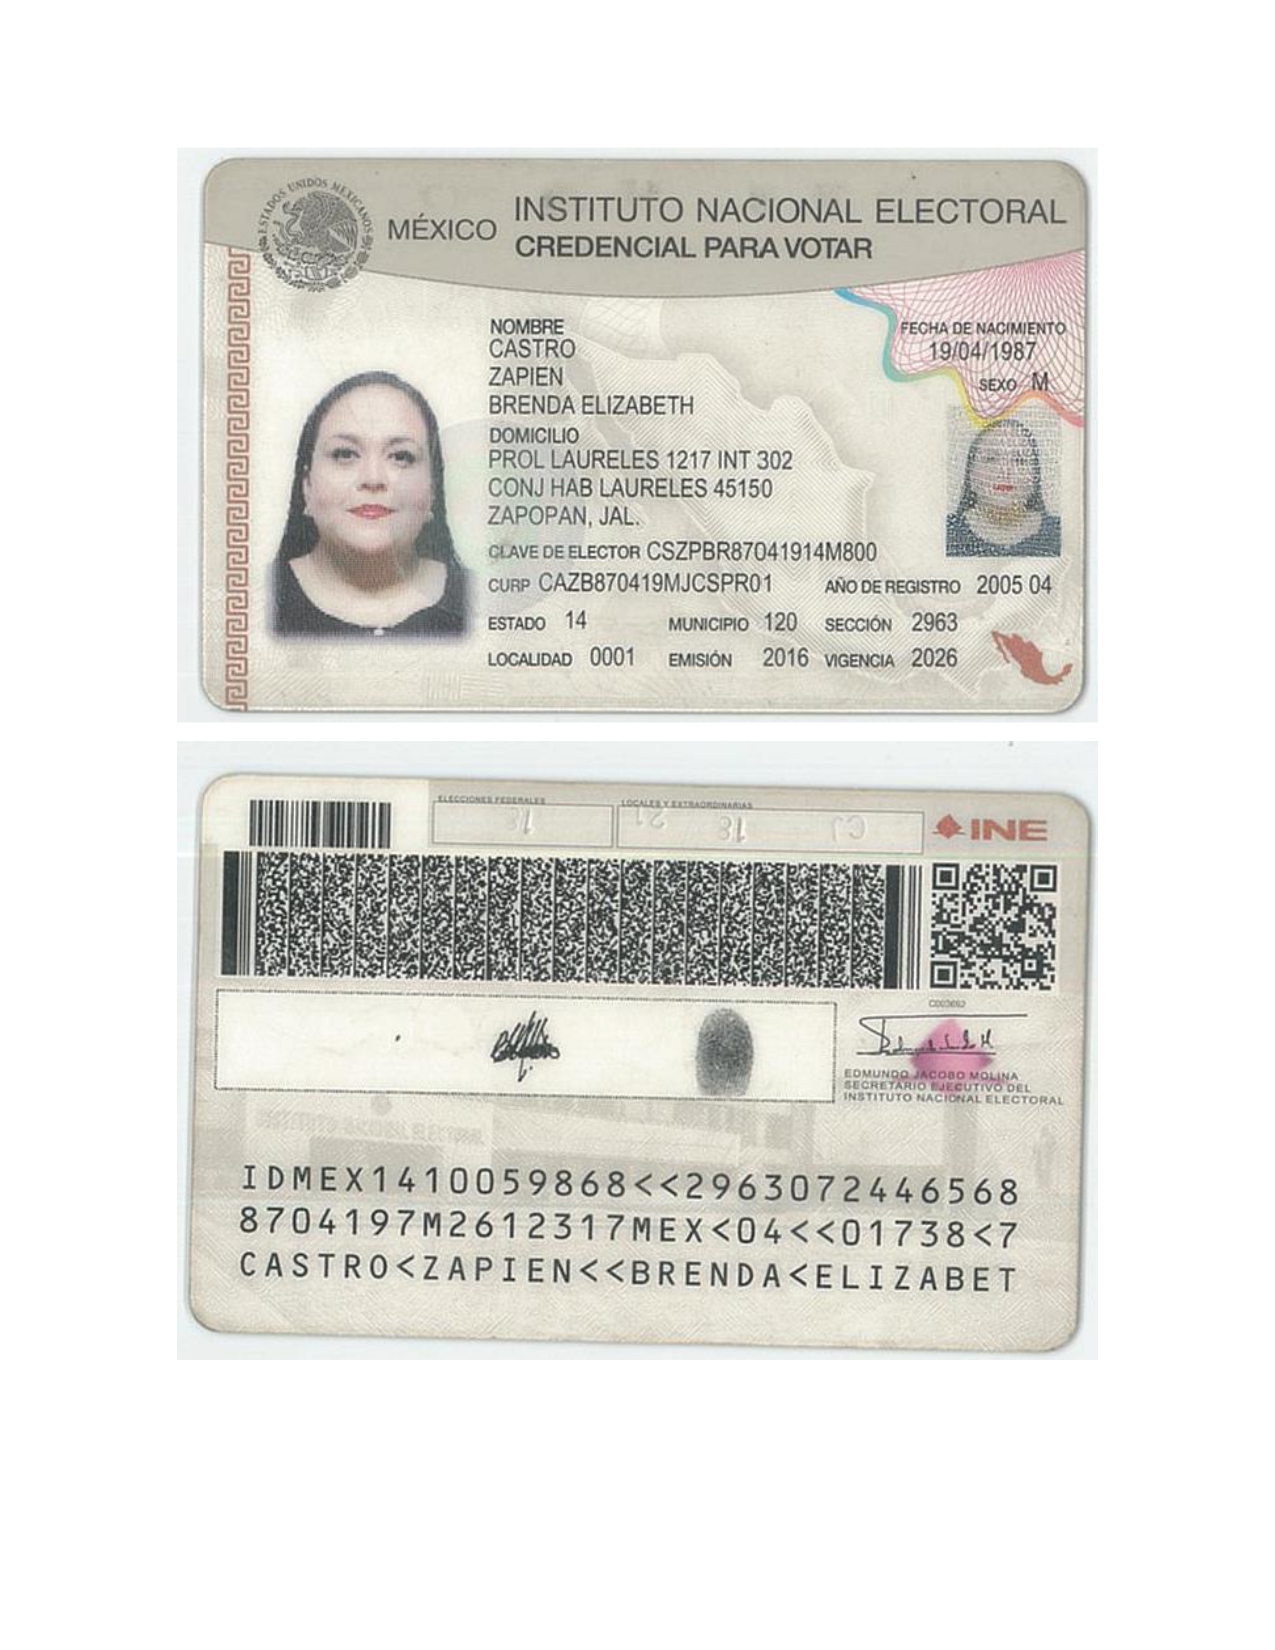 ESTADOS UNIDOS MEXICANOS
MÉXICO
INSTITUTO NACIONAL ELECTORAL
CREDENCIAL PARA VOTAR
NOMBRE
CASTRO
ZAPIEN
BRENDA ELIZABETH
FECHA DE NACIMIENTO
19/04/1987
SEXO M
DOMICILIO
PROL LAURELES 1217 INT 302
CONJ HAB LAURELES 45150
ZAPOPAN, JAL.
CLAVE DE ELECTOR CSZPBR87041914M800
CURP CAZB870419MJCSPR01 AÑO DE REGISTRO 2005 04
ESTADO 14 MUNICIPIO 120 SECCIÓN 2963
LOCALIDAD 0001 EMISIÓN 2016 VIGENCIA 2026
ELECCIONES FEDERALES LOCALES Y EXTRAORDINARIAS
18 21 18
INE
EDMUNDO JACOBO MOLINA
SECRETARIO EJECUTIVO DEL
INSTITUTO NACIONAL ELECTORAL
IDMEX1410059868<<2963072446568
8704197M2612317MEX<04<<01738<7
CASTRO<ZAPIEN<<BRENDA<ELIZABET